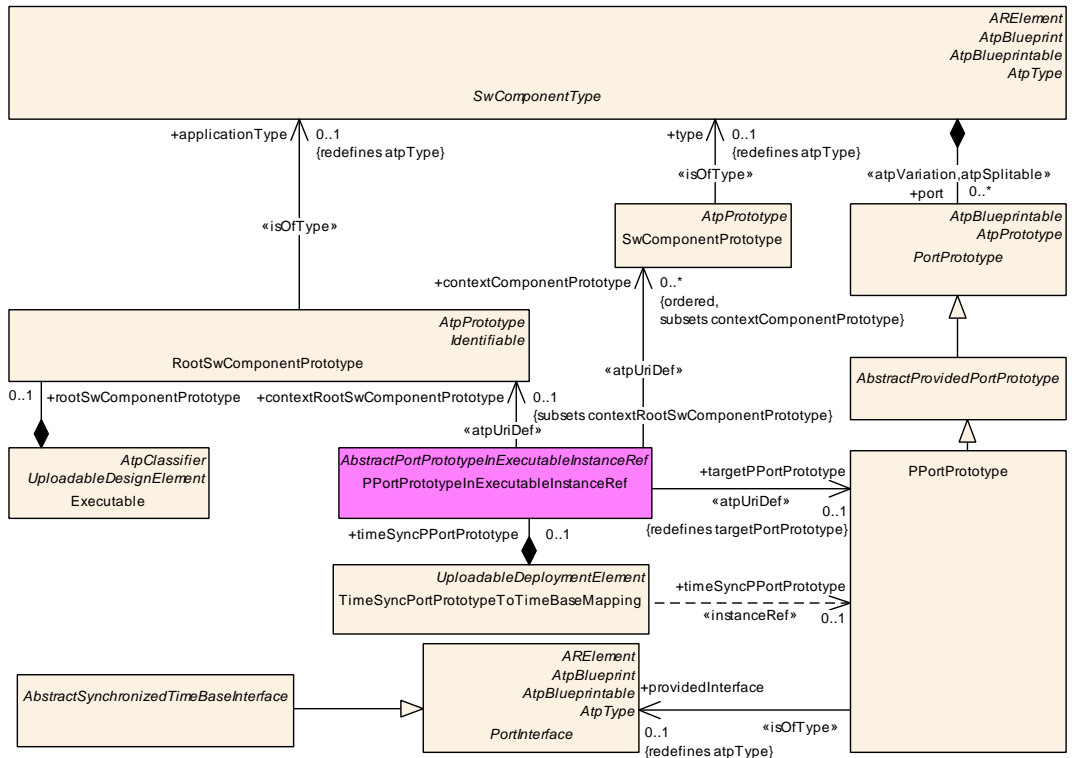 ARElement
AtpBlueprint
AtpBlueprintable
AtpType
SwComponentType
+applicationType
0..1
{redefines atpType}
+type
0..1
{redefines atpType}
«isOfType»
«atpVariation,atpSplitable»
+port
0..*
«isOfType»
AtpPrototype
SwComponentPrototype
AtpBlueprintable
AtpPrototype
PortPrototype
+contextComponentPrototype
0..*
{ordered,
subsets contextComponentPrototype}
AtpPrototype
Identifiable
RootSwComponentPrototype
«atpUriDef»
AbstractProvidedPortPrototype
0..1
+rootSwComponentPrototype
+contextRootSwComponentPrototype
0..1
{subsets contextRootSwComponentPrototype}
«atpUriDef»
AtpClassifier
UploadableDesignElement
Executable
AbstractPortPrototypeInExecutableInstanceRef
PPortPrototypeInExecutableInstanceRef
+targetPPortPrototype
«atpUriDef»
0..1
{redefines targetPortPrototype}
PPortPrototype
+timeSyncPPortPrototype
0..1
UploadableDeploymentElement
TimeSyncPortPrototypeToTimeBaseMapping
+timeSyncPPortPrototype
«instanceRef»
0..1
AbstractSynchronizedTimeBaseInterface
ARElement
AtpBlueprint
AtpBlueprintable
AtpType
PortInterface
+providedInterface
«isOfType»
0..1
{redefines atpType}